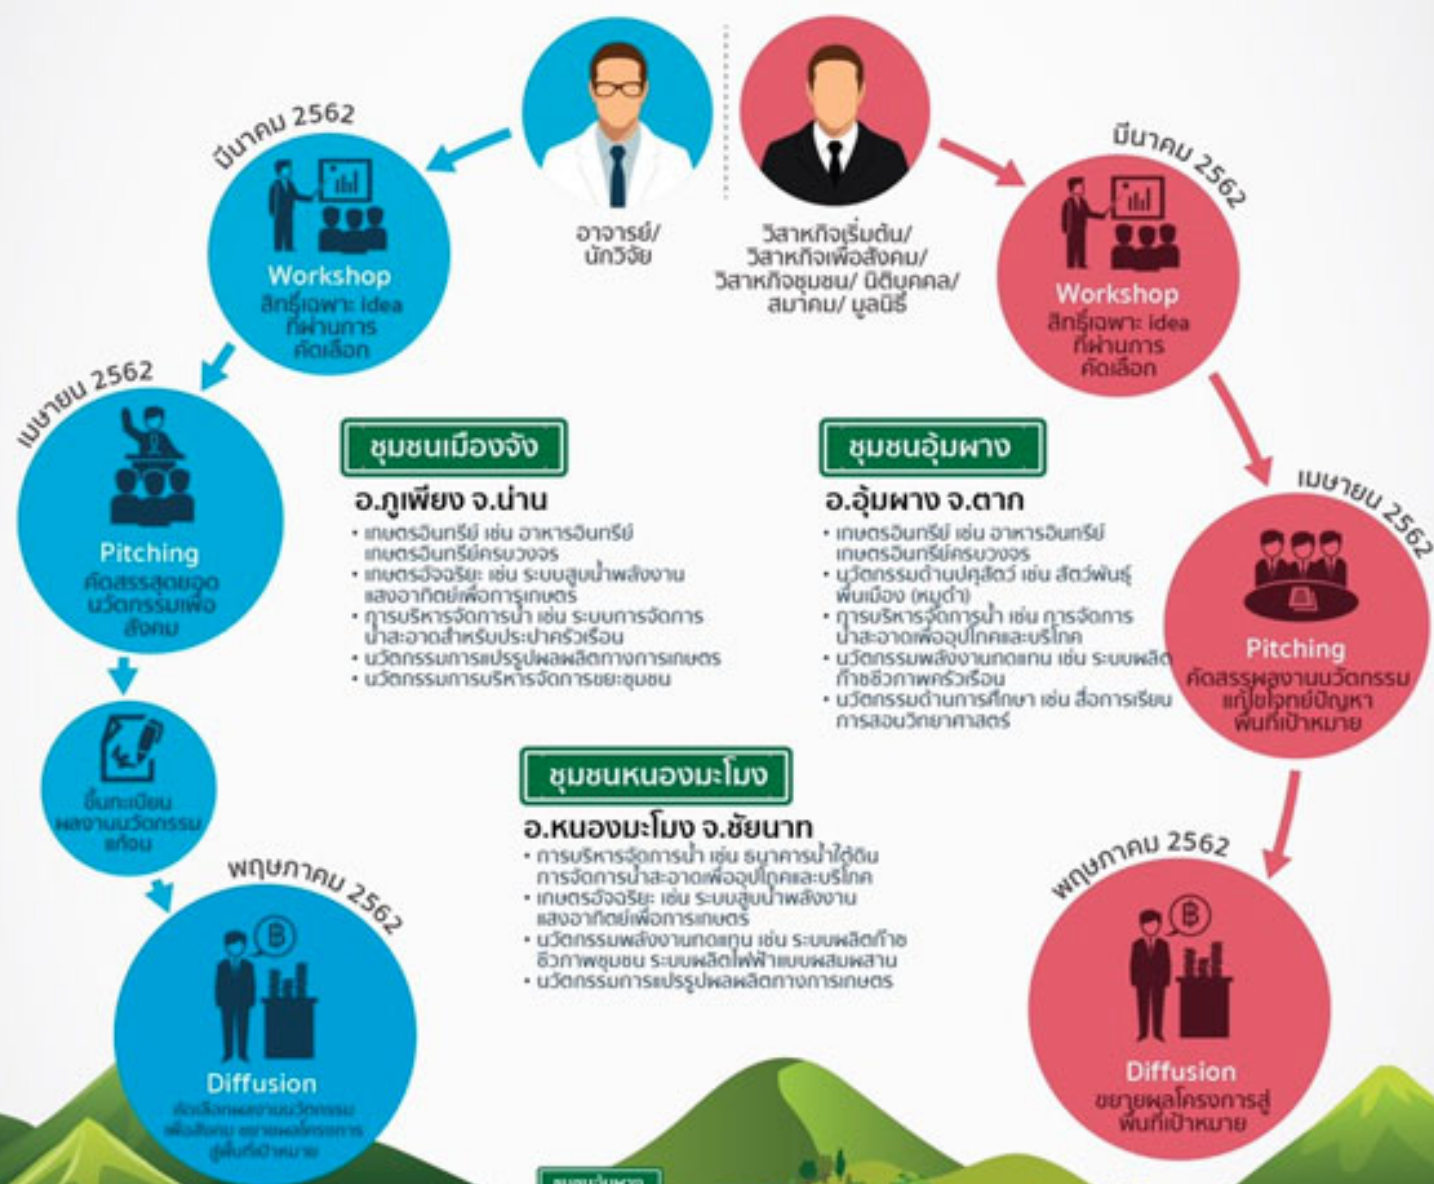 อาจารย์/
นักวิจัย
วิสาหกิจเริ่มต้น/
วิสาหกิจเพื่อสังคม/
วิสาหกิจชุมชน/ นิติบุคคล/
สมาคม/ มูลนิธิ
มีนาคม 2562
Workshop
สิทธิ์เฉพาะ idea
ที่ผ่านการ
คัดเลือก
เมษายน 2562
Pitching
คัดสรรสุดยอด
นวัตกรรมเพื่อ
สังคม
ขึ้นทะเบียน
ผลงานนวัตกรรม
แก้จน
พฤษภาคม 2562
Diffusion
คัดเลือกผลงานนวัตกรรม
เพื่อสังคม ขยายผลโครงการ
สู่พื้นที่เป้าหมาย
มีนาคม 2562
Workshop
สิทธิ์เฉพาะ idea
ที่ผ่านการ
คัดเลือก
เมษายน 2562
Pitching
คัดสรรผลงานนวัตกรรม
แก้ไขโจทย์ปัญหา
พื้นที่เป้าหมาย
พฤษภาคม 2562
Diffusion
ขยายผลโครงการสู่
พื้นที่เป้าหมาย
ชุมชนเมืองจัง
อ.ภูเพียง จ.น่าน
• เกษตรอินทรีย์ เช่น อาหารอินทรีย์
เกษตรอินทรีย์ครบวงจร
• เกษตรอัจฉริยะ เช่น ระบบสูบน้ำพลังงาน
แสงอาทิตย์เพื่อการเกษตร
• การบริหารจัดการน้ำ เช่น ระบบการจัดการ
น้ำสะอาดสำหรับประปาครัวเรือน
• นวัตกรรมการแปรรูปผลผลิตทางการเกษตร
• นวัตกรรมการบริหารจัดการขยะชุมชน
ชุมชนอุ้มผาง
อ.อุ้มผาง จ.ตาก
• เกษตรอินทรีย์ เช่น อาหารอินทรีย์
เกษตรอินทรีย์ครบวงจร
• นวัตกรรมด้านปศุสัตว์ เช่น สัตว์พันธุ์
พื้นเมือง (หมูดำ)
• การบริหารจัดการน้ำ เช่น การจัดการ
น้ำสะอาดเพื่ออุปโภคและบริโภค
• นวัตกรรมพลังงานทดแทน เช่น ระบบผลิต
ก๊าซชีวภาพครัวเรือน
• นวัตกรรมด้านการศึกษา เช่น สื่อการเรียน
การสอนวิทยาศาสตร์
ชุมชนหนองมะโมง
อ.หนองมะโมง จ.ชัยนาท
• การบริหารจัดการน้ำ เช่น ธนาคารน้ำใต้ดิน
การจัดการน้ำสะอาดเพื่ออุปโภคและบริโภค
• เกษตรอัจฉริยะ เช่น ระบบสูบน้ำพลังงาน
แสงอาทิตย์เพื่อการเกษตร
• นวัตกรรมพลังงานทดแทน เช่น ระบบผลิตก๊าซ
ชีวภาพชุมชน ระบบผลิตไฟฟ้าแบบผสมผสาน
• นวัตกรรมการแปรรูปผลผลิตทางการเกษตร